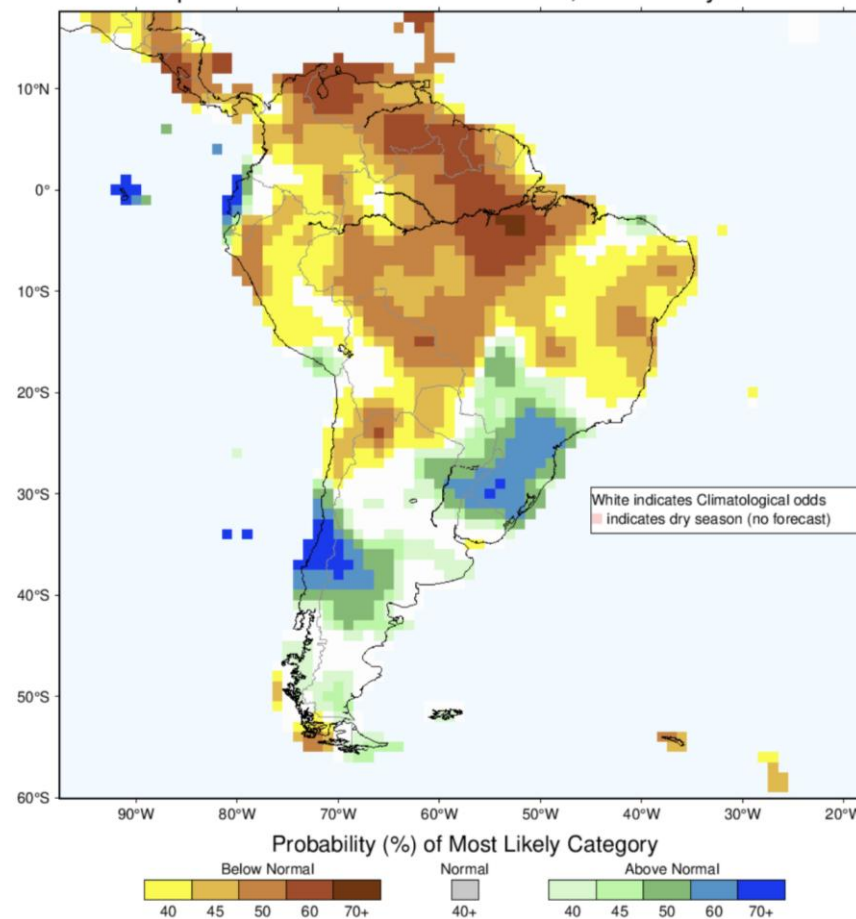 10°N
0°
10°S
20°S
30°S
40°S
50°S
60°S
White indicates Climatological odds
indicates dry season (no forecast)
90°W 80°W 70°W 60°W 50°W 40°W 30°W
Probability (%) of Most Likely Category
Below Normal Normal Above Normal
40 45 50 60 70+ 40+ 40 45 50 60 70+